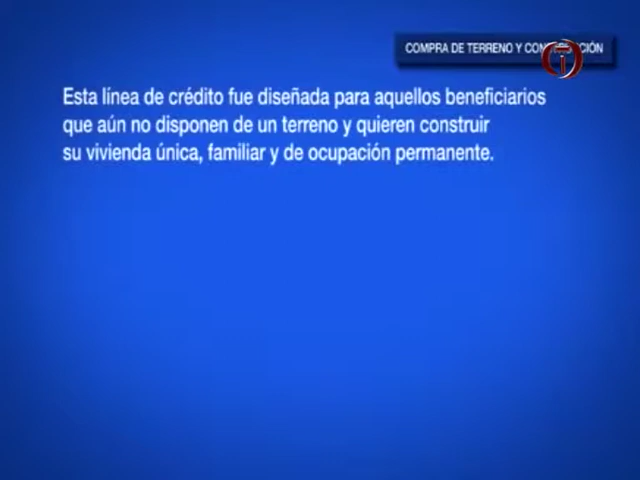 COMPRA DE TERRENO Y CONSTRUCCIÓN
Esta línea de crédito fue diseñada para aquellos beneficiarios
que aún no disponen de un terreno y quieren construir
su vivienda única, familiar y de ocupación permanente.